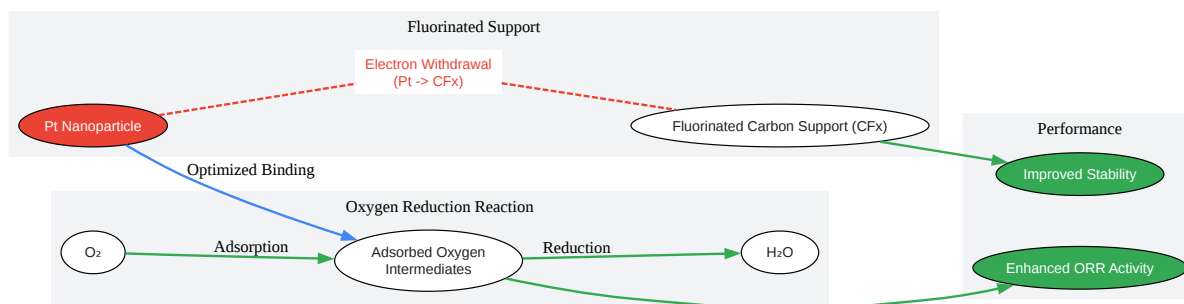 Fluorinated Support
Electron Withdrawal
(Pt -> CFx)
Pt Nanoparticle
Fluorinated Carbon Support (CFx)
Performance
Improved Stability
Optimized Binding
Oxygen Reduction Reaction
O₂
Adsorption
Adsorbed Oxygen
Intermediates
Reduction
H₂O
Enhanced ORR Activity